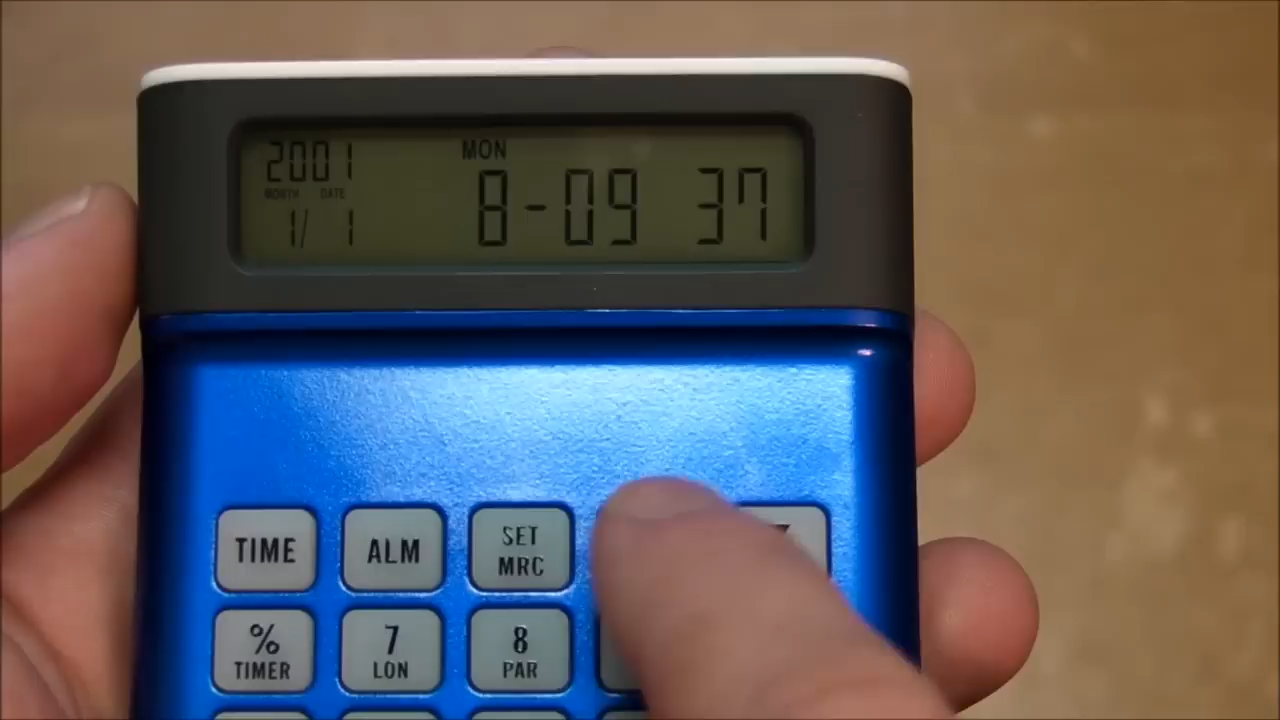 2001 MON
MONTH DATE
1/ 1 8-09 37
TIME ALM SET
MRC
% 7 8
TIMER LON PAR